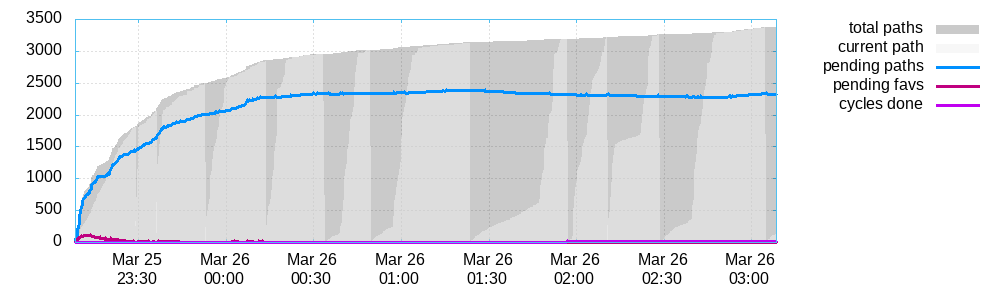 3500
3000
2500
2000
1500
1000
500
0
Mar 25 Mar 26 Mar 26 Mar 26 Mar 26 Mar 26 Mar 26 Mar 26
23:30 00:00 00:30 01:00 01:30 02:00 02:30 03:00
total paths
current path
pending paths
pending favs
cycles done